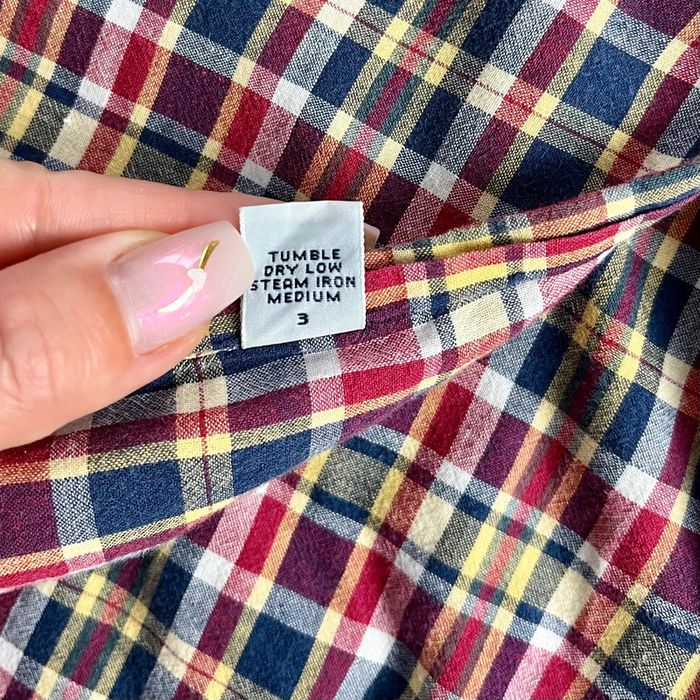 TUMBLE
DRY LOW
STEAM IRON
MEDIUM
3